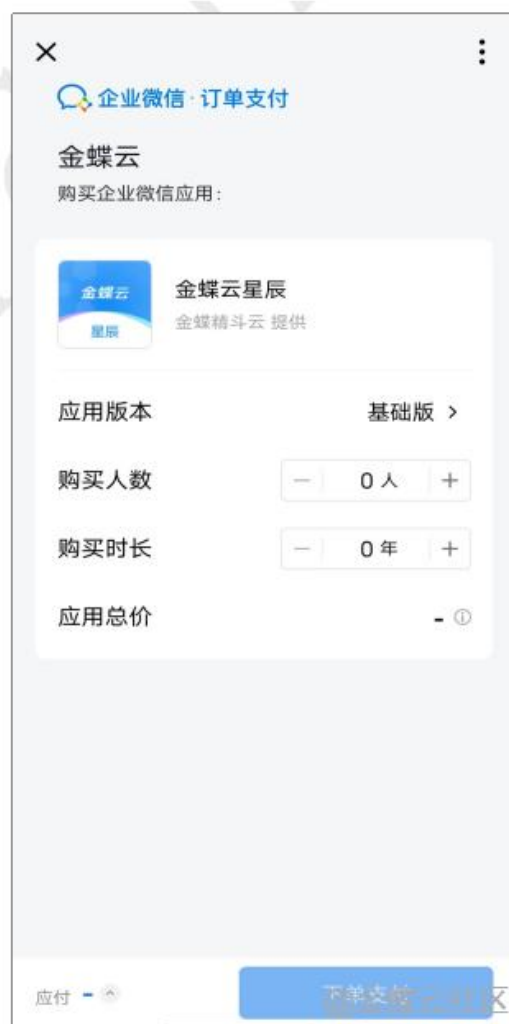 企业微信·订单支付
金蝶云
购买企业微信应用：
金蝶云
星辰
金蝶云星辰
金蝶精斗云 提供
应用版本 基础版 >
购买人数 － 0 人 +
购买时长 － 0 年 +
应用总价 -
应付 -
下单支付